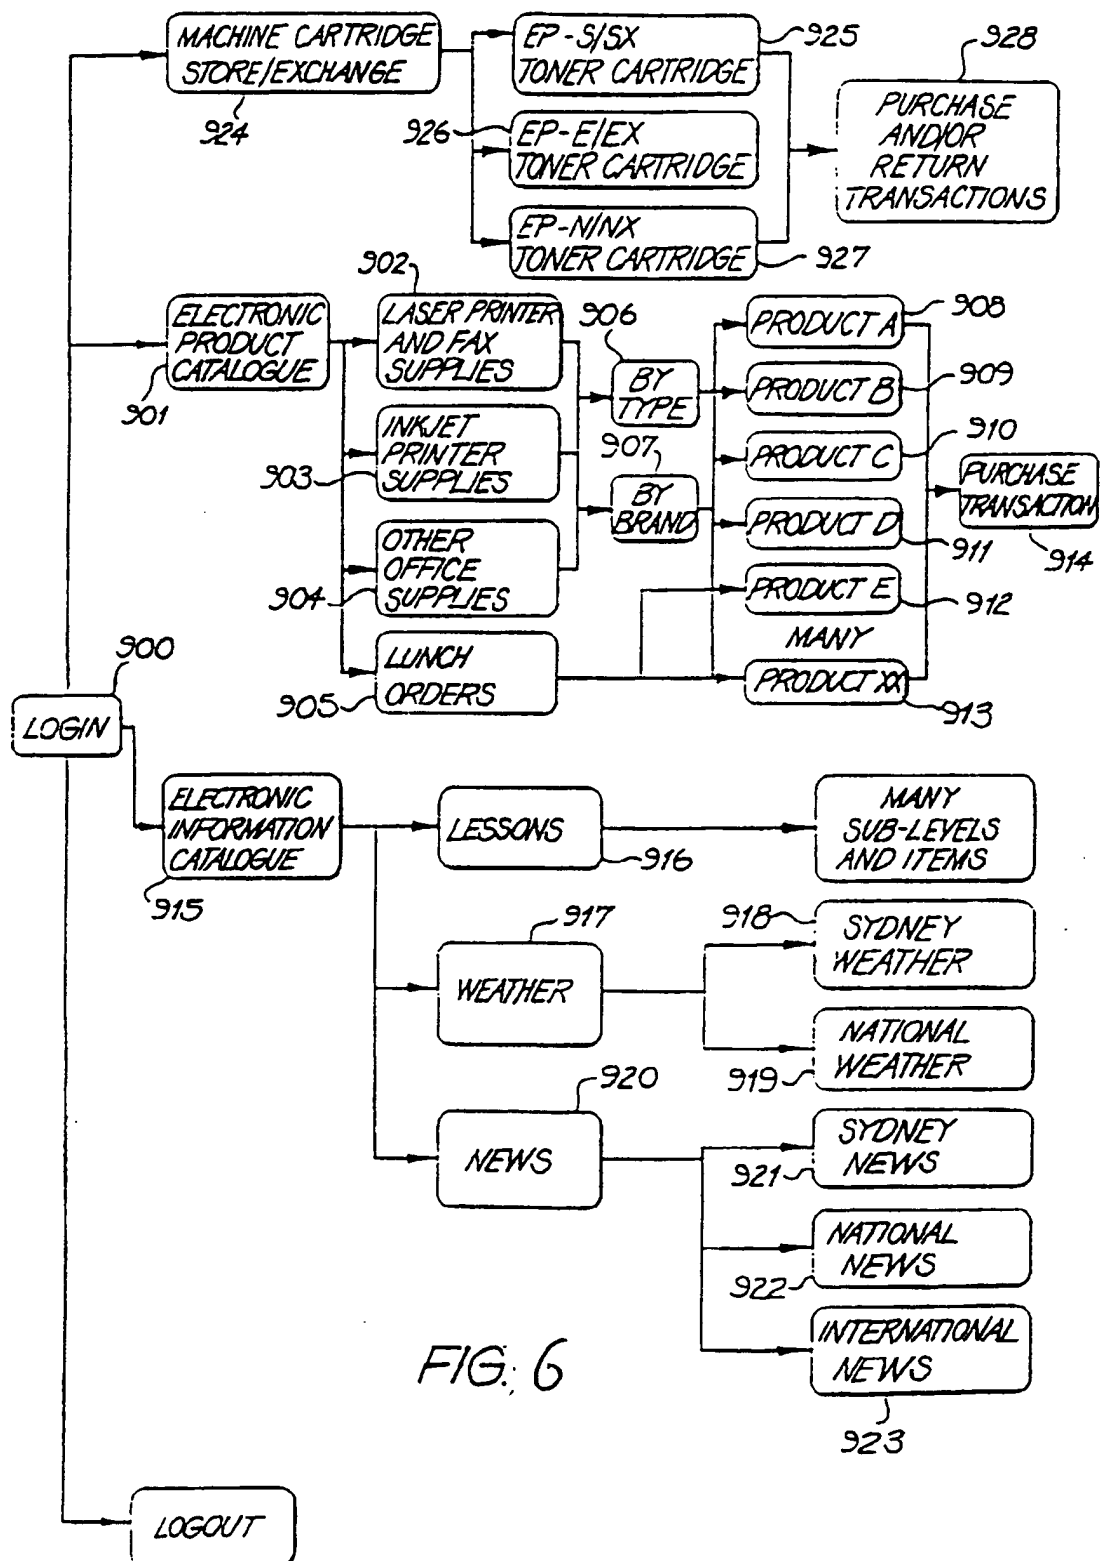 MACHINE CARTRIDGE
STORE/EXCHANGE
924
EP-S/SX
TONER CARTRIDGE
925
926
EP-E/EX
TONER CARTRIDGE
EP-N/NX
TONER CARTRIDGE
927
928
PURCHASE
AND/OR
RETURN
TRANSACTIONS
ELECTRONIC
PRODUCT
CATALOGUE
901
902
LASER PRINTER
AND FAX
SUPPLIES
INKJET
PRINTER
SUPPLIES
903
OTHER
OFFICE
SUPPLIES
904
LUNCH
ORDERS
905
906
BY
TYPE
907
BY
BRAND
PRODUCT A
908
PRODUCT B
909
PRODUCT C
910
PRODUCT D
911
PRODUCT E
912
MANY
PRODUCT XX
913
PURCHASE
TRANSACTION
914
900
LOGIN
ELECTRONIC
INFORMATION
CATALOGUE
915
LESSONS
916
MANY
SUB-LEVELS
AND ITEMS
917
WEATHER
918
SYDNEY
WEATHER
NATIONAL
WEATHER
919
920
NEWS
SYDNEY
NEWS
921
NATIONAL
NEWS
922
INTERNATIONAL
NEWS
923
FIG. 6
LOGOUT